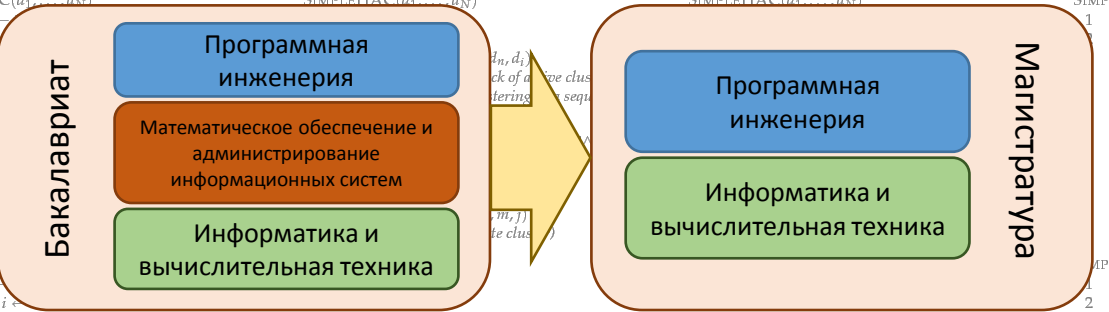 Бакалавриат
Программная
инженерия
Математическое обеспечение и
администрирование
информационных систем
Информатика и
вычислительная техника
Программная
инженерия
Информатика и
вычислительная техника
Магистратура